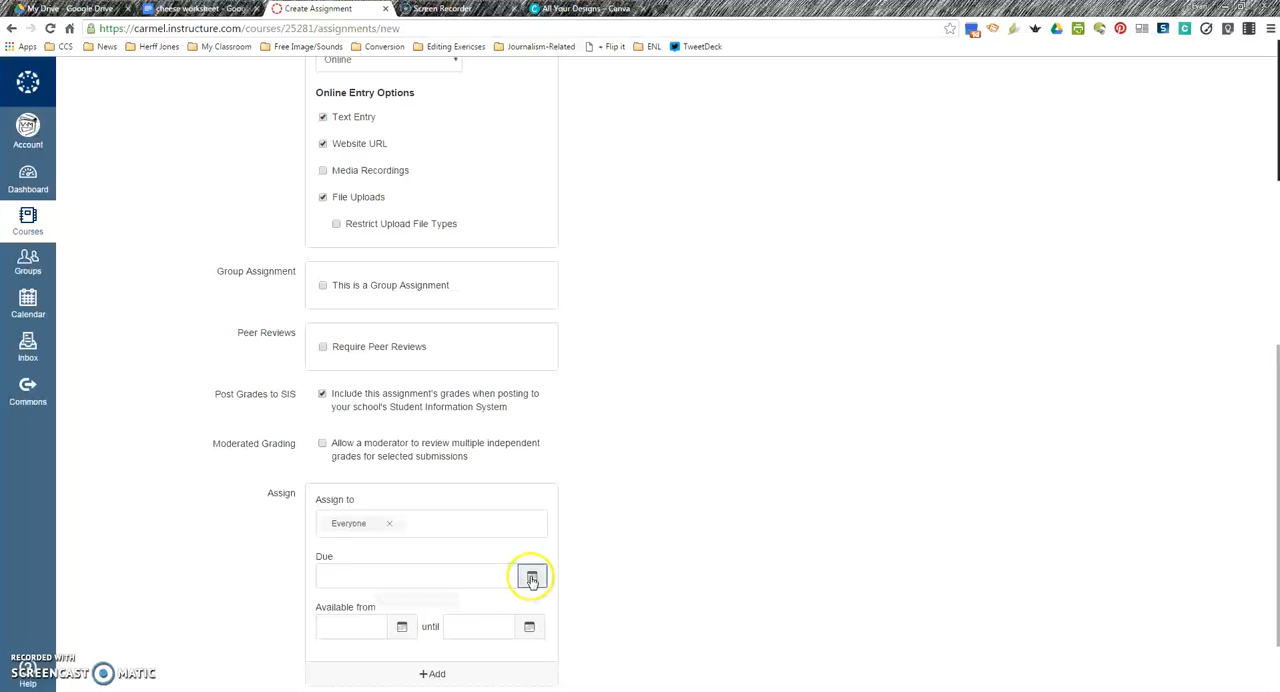 My Drive - Google Drive
cheese worksheet - Goo
Create Assignment
Screen Recorder
All Your Designs - Canva
https://carmel.instructure.com/courses/25281/assignments/new
Apps CCS News Herff Jones My Classroom Free Image/Sounds Conversion Editing Exericses Journalism-Related + Flip it ENL TweetDeck
Online
Online Entry Options
Text Entry
Website URL
Media Recordings
File Uploads
Restrict Upload File Types
Group Assignment
This is a Group Assignment
Peer Reviews
Require Peer Reviews
Post Grades to SIS
Include this assignment's grades when posting to
your school's Student Information System
Moderated Grading
Allow a moderator to review multiple independent
grades for selected submissions
Assign
Assign to
Everyone
Due
Available from
until
+ Add
Account
Dashboard
Courses
Groups
Calendar
Inbox
Commons
Help
RECORDED WITH
SCREENCAST MATIC